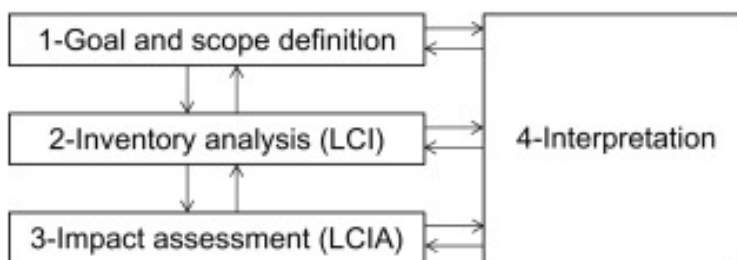 1-Goal and scope definition
2-Inventory analysis (LCI)
4-Interpretation
3-Impact assessment (LCIA)